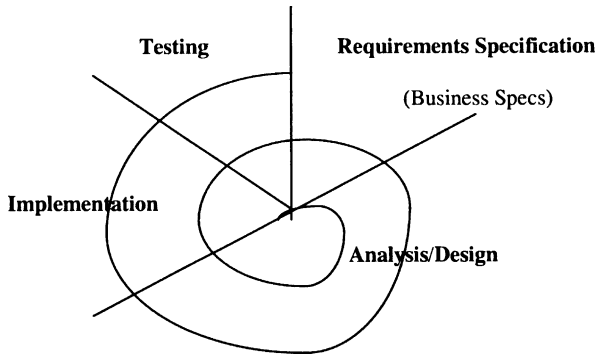 Testing
Requirements Specification
(Business Specs)
Implementation
Analysis/Design